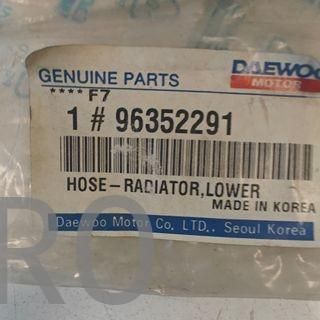 GENUINE PARTS
DAEWOO
MOTOR
**** F7
1 # 96352291
HOSE-RADIATOR,LOWER
MADE IN KOREA
Daewoo Motor Co. LTD., Seoul Korea
RO